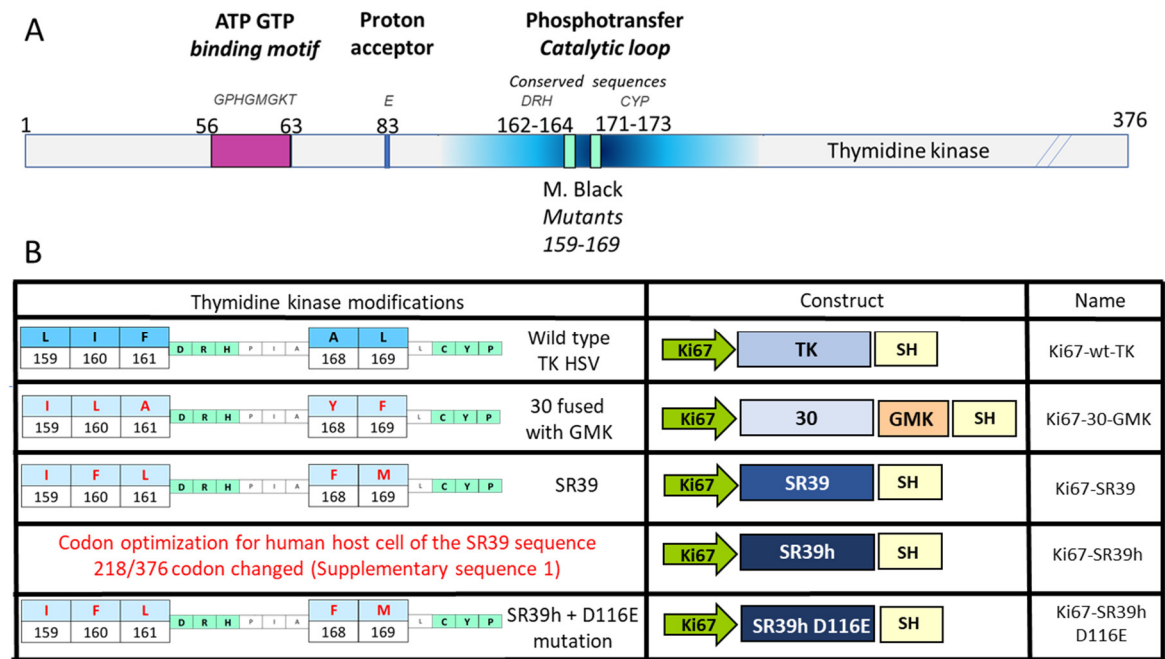 A
ATP GTP
binding motif
Proton
acceptor
Phosphotransfer
Catalytic loop
Conserved sequences
GPHGMGKT
E
DRH
CYP
1
56
63
83
162-164
171-173
376
Thymidine kinase
M. Black
Mutants
159-169
B
Thymidine kinase modifications
Construct
Name
L I F D R H P I A A L L C Y P
159 160 161 168 169
Wild type
TK HSV
Ki67 TK SH
Ki67-wt-TK
I L A D R H P I A Y F L C Y P
159 160 161 168 169
30 fused
with GMK
Ki67 30 GMK SH
Ki67-30-GMK
I F L D R H P I A F M L C Y P
159 160 161 168 169
SR39
Ki67 SR39 SH
Ki67-SR39
Codon optimization for human host cell of the SR39 sequence
218/376 codon changed (Supplementary sequence 1)
Ki67 SR39h SH
Ki67-SR39h
I F L D R H P I A F M L C Y P
159 160 161 168 169
SR39h + D116E
mutation
Ki67 SR39h D116E SH
Ki67-SR39h
D116E